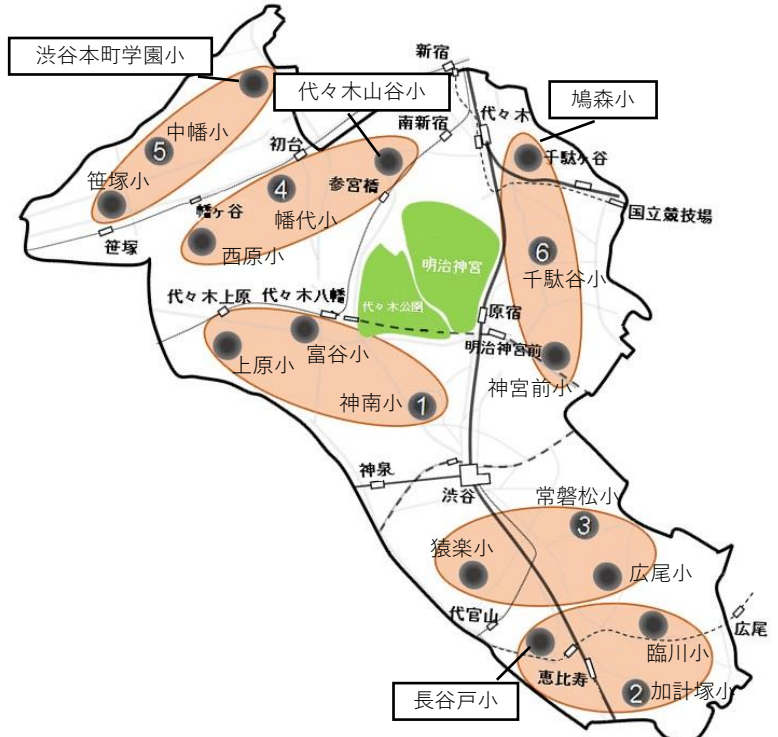 渋谷本町学園小
新宿
代々木山谷小
鳩森小
代々木
南新宿
中幡小
初台
5
千駄ヶ谷
参宮橋
笹塚小
4
幡ヶ谷
幡代小
国立競技場
笹塚
西原小
6
明治神宮
千駄谷小
代々木上原
代々木八幡
代々木公園
原宿
明治神宮前
上原小
富谷小
神宮前小
神南小
1
神泉
渋谷
常磐松小
3
猿楽小
広尾小
代官山
広尾
臨川小
恵比寿
長谷戸小
2
加計塚小